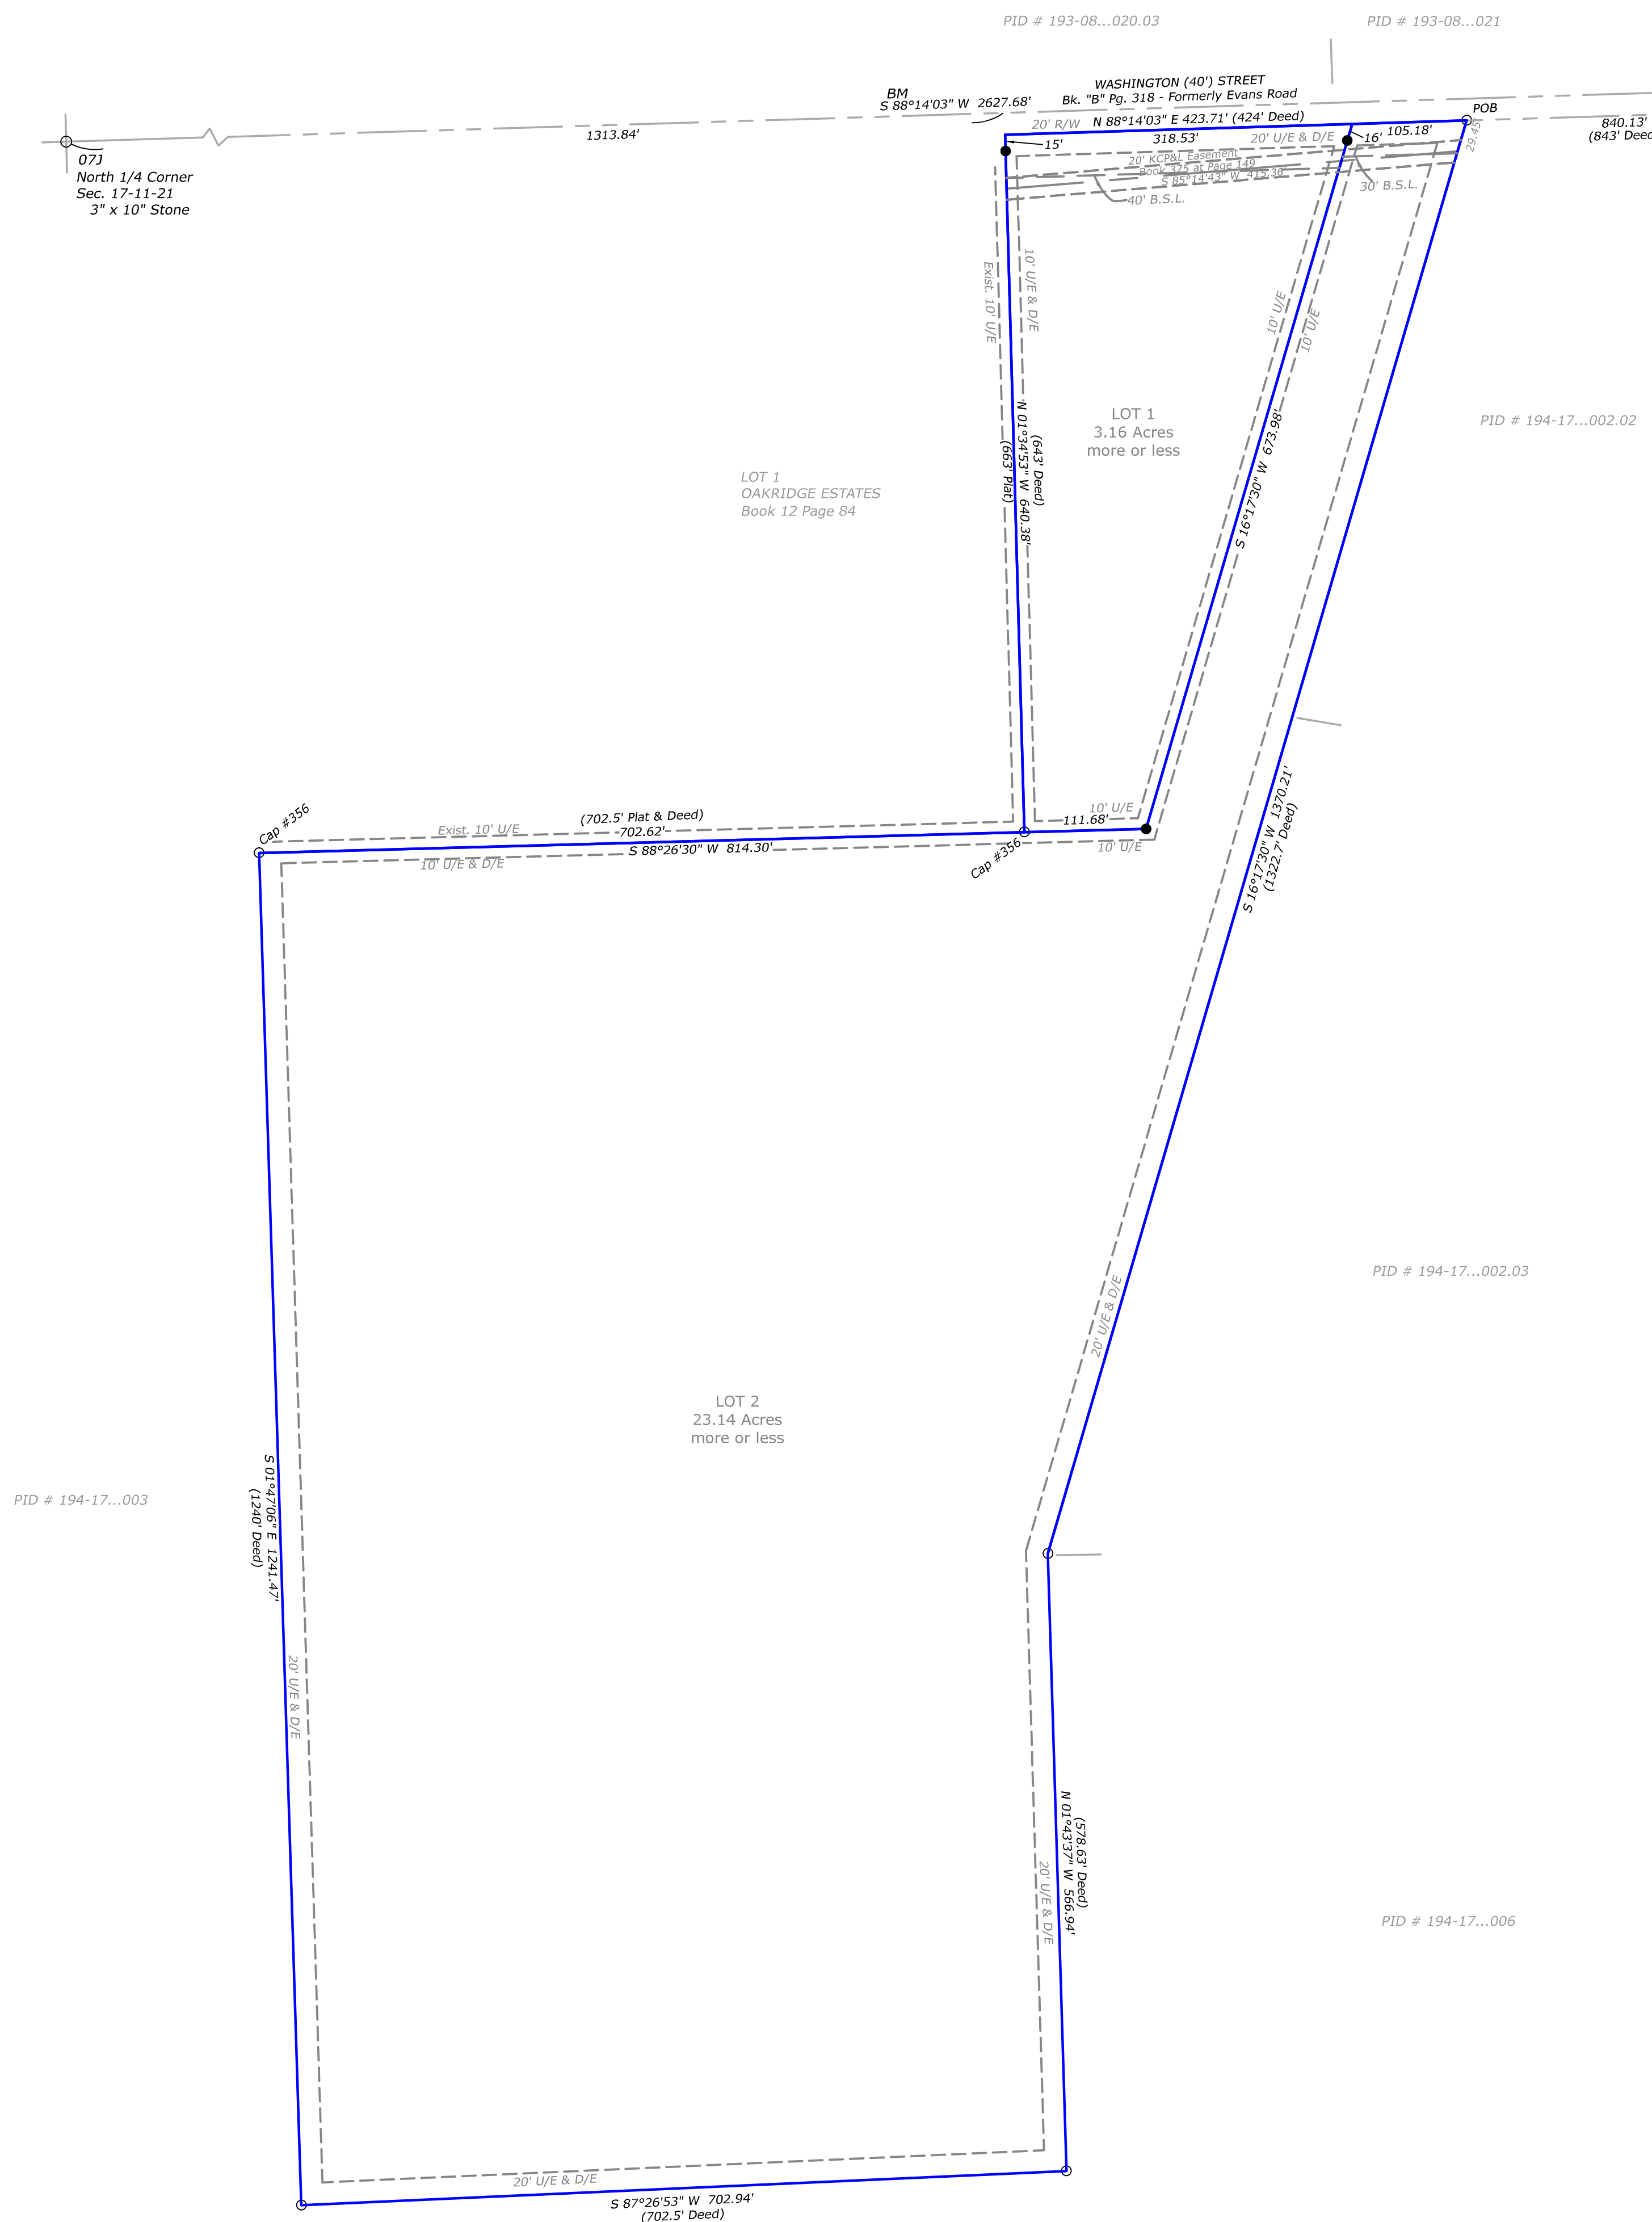 PID # 193-08...020.03
PID # 193-08...021
WASHINGTON (40') STREET
Bk. "B" Pg. 318 - Formerly Evans Road
BM
S 88°14'03" W 2627.68'
POB
840.13'
(843' Deed
1313.84'
20' R/W
N 88°14'03" E 423.71' (424' Deed)
318.53'
20' U/E & D/E
16'
105.18'
29.45'
15'
07J
North 1/4 Corner
Sec. 17-11-21
3" x 10" Stone
20' KCP&L Easement
Book 375 at Page 149
S 85°14'43" W 415.36'
40' B.S.L.
30' B.S.L.
Exist. 10' U/E
10' U/E & D/E
10' U/E
10' U/E
LOT 1
3.16 Acres
more or less
PID # 194-17...002.02
(663' Plat)
N 01°34'53" W 640.38'
(643' Deed)
S 16°17'30" W 673.98'
LOT 1
OAKRIDGE ESTATES
Book 12 Page 84
Cap #356
(702.5' Plat & Deed)
Exist. 10' U/E
702.62'
S 88°26'30" W 814.30'
10' U/E & D/E
10' U/E
111.68'
10' U/E
Cap #356
S 16°17'30" W 1370.21'
(1322.7' Deed)
20' U/E & D/E
PID # 194-17...002.03
LOT 2
23.14 Acres
more or less
PID # 194-17...003
S 01°47'06" E 1241.47'
(1240' Deed)
20' U/E & D/E
N 01°43'37" W 566.94'
(578.63' Deed)
20' U/E & D/E
PID # 194-17...006
20' U/E & D/E
S 87°26'53" W 702.94'
(702.5' Deed)